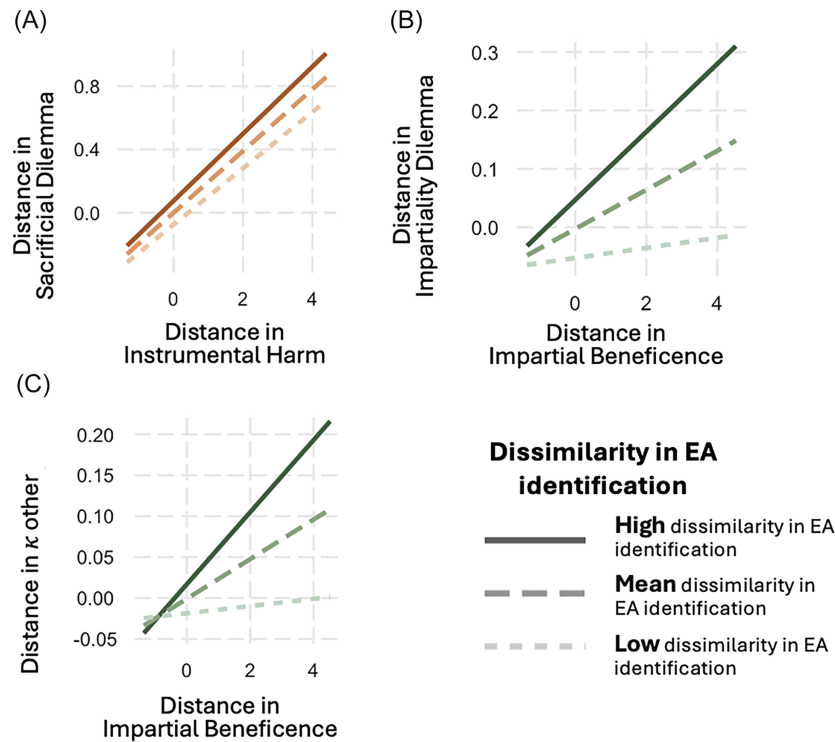 (A)
Distance in
Sacrificial Dilemma
0.8
0.4
0.0
0
2
4
Distance in
Instrumental Harm
(B)
Distance in
Impartiality Dilemma
0.3
0.2
0.1
0.0
0
2
4
Distance in
Impartial Beneficence
(C)
Distance in κ other
0.20
0.15
0.10
0.05
0.00
-0.05
0
2
4
Distance in
Impartial Beneficence
Dissimilarity in EA
identification
High dissimilarity in EA
identification
Mean dissimilarity in
EA identification
Low dissimilarity in EA
identification